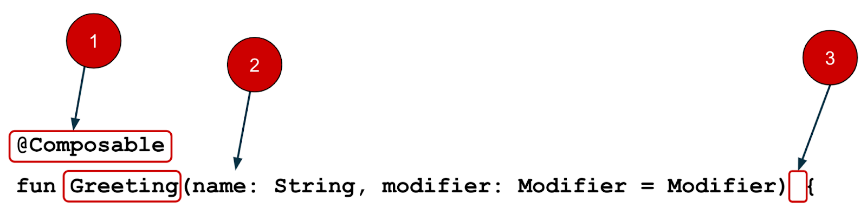 1
2
3
@Composable
fun Greeting(name: String, modifier: Modifier = Modifier) {